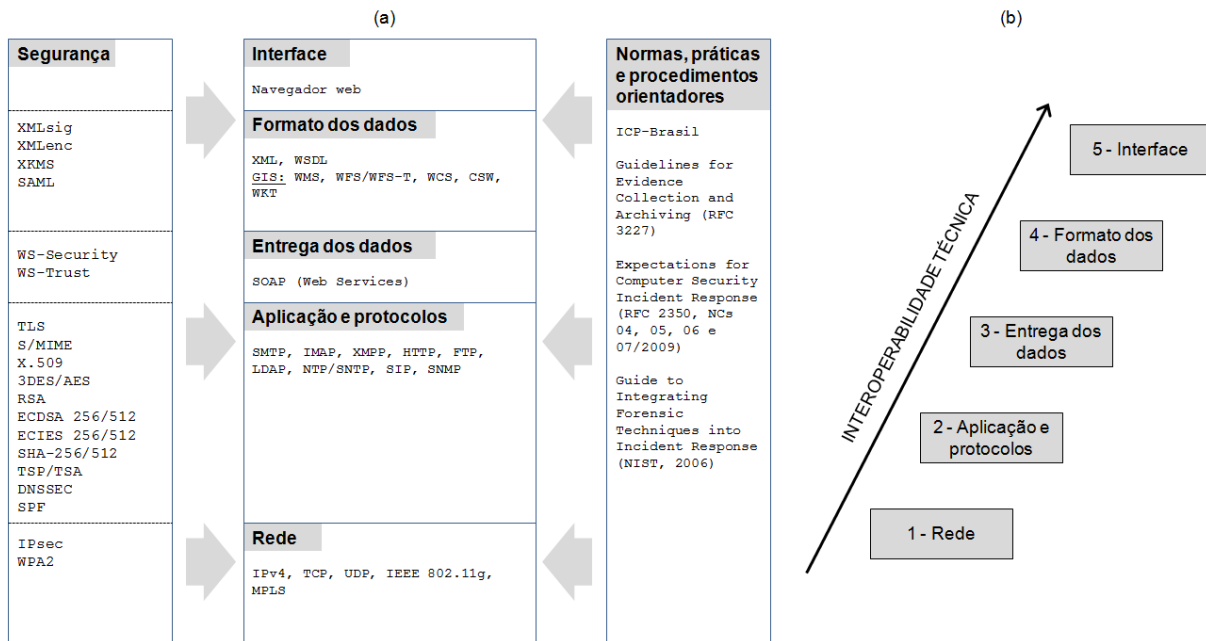 (a)
Segurança
XMLsig
XMLenc
XKMS
SAML
WS-Security
WS-Trust
TLS
S/MIME
X.509
3DES/AES
RSA
ECDSA 256/512
ECIES 256/512
SHA-256/512
TSP/TSA
DNSSEC
SPF
IPsec
WPA2
Interface
Navegador web
Formato dos dados
XML, WSDL
GIS: WMS, WFS/WFS-T, WCS, CSW,
WKT
Entrega dos dados
SOAP (Web Services)
Aplicação e protocolos
SMTP, IMAP, XMPP, HTTP, FTP,
LDAP, NTP/SNTP, SIP, SNMP
Rede
IPv4, TCP, UDP, IEEE 802.11g,
MPLS
Normas, práticas
e procedimentos
orientadores
ICP-Brasil
Guidelines for
Evidence
Collection and
Archiving (RFC
3227)
Expectations for
Computer Security
Incident Response
(RFC 2350, NCs
04, 05, 06 e
07/2009)
Guide to
Integrating
Forensic
Techniques into
Incident Response
(NIST, 2006)
(b)
INTEROPERABILIDADE TÉCNICA
5 - Interface
4 - Formato dos
dados
3 - Entrega dos
dados
2 - Aplicação e
protocolos
1 - Rede